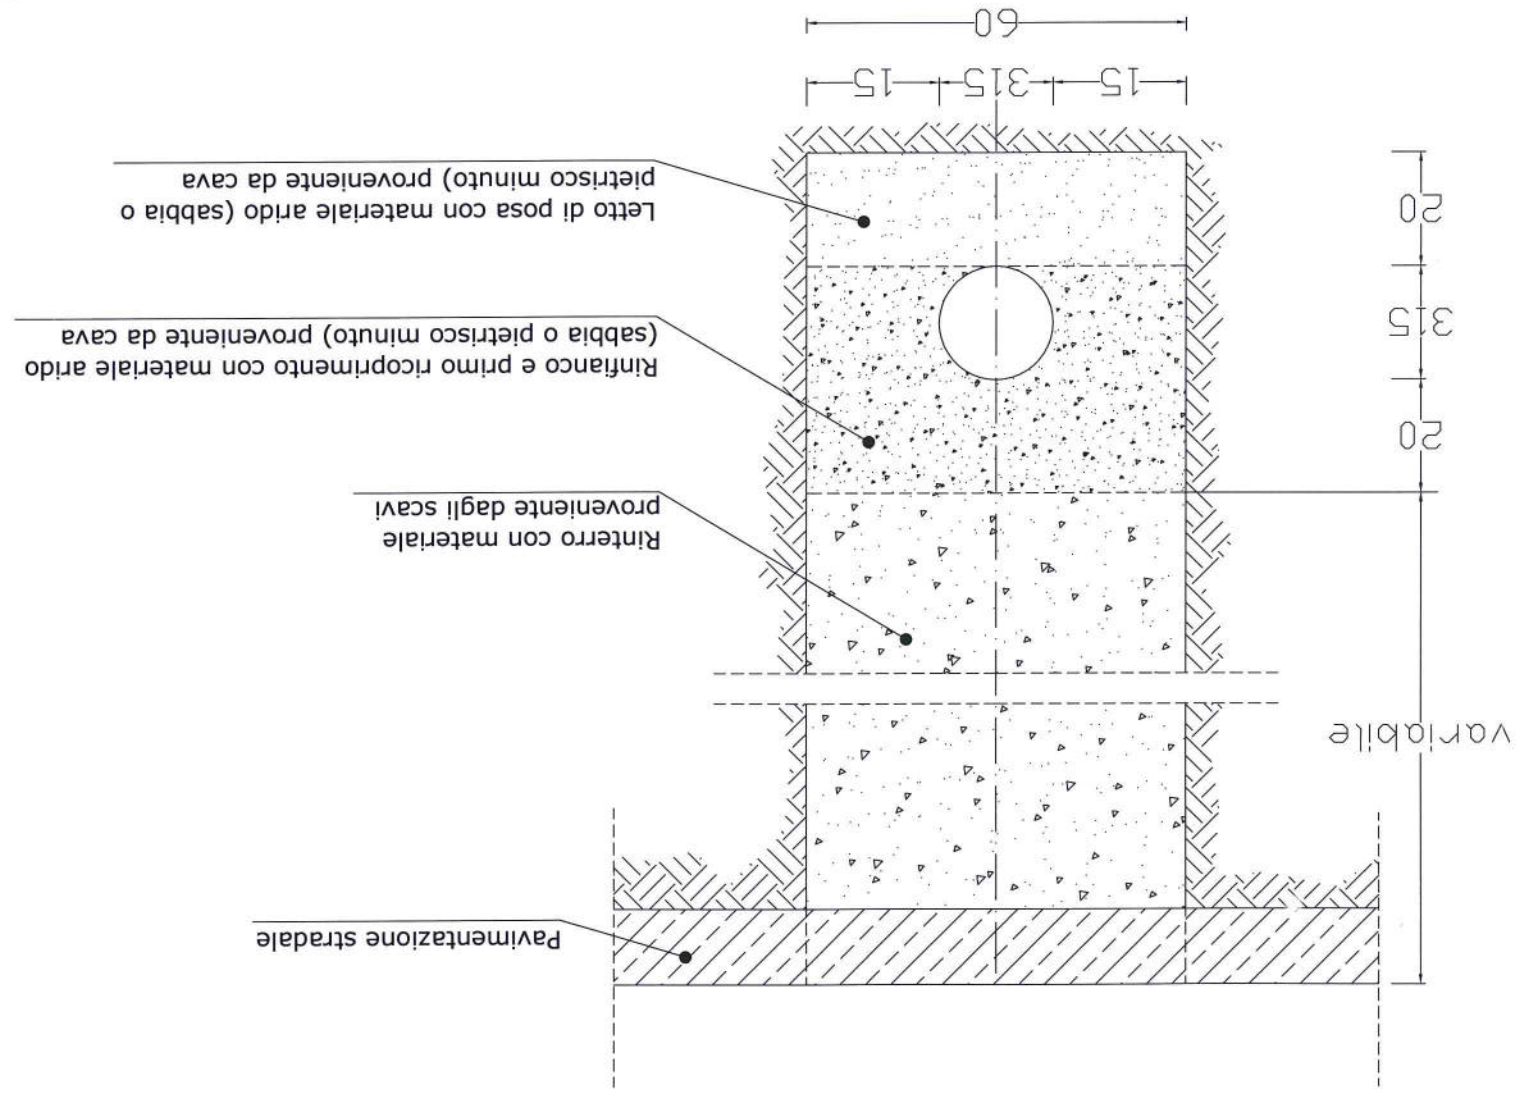 Pavimentazione stradale
variabile
Rinterro con materiale
proveniente dagli scavi
20
Rinfianco e primo ricoprimento con materiale arido
(sabbia o pietrisco minuto) proveniente da cava
315
Letto di posa con materiale arido (sabbia o
pietrisco minuto) proveniente da cava
20
15 315 15
60